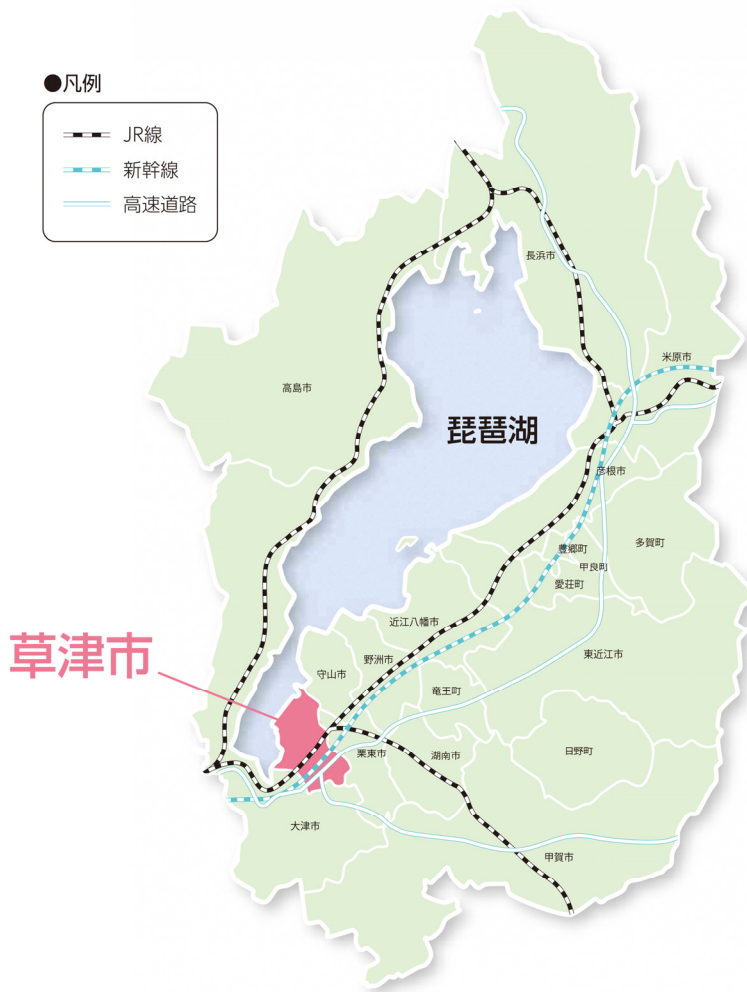 ●凡例
JR線
新幹線
高速道路
長浜市
米原市
高島市
琵琶湖
彦根市
多賀町
豊郷町
甲良町
愛荘町
近江八幡市
草津市
守山市
野洲市
東近江市
竜王町
栗東市
湖南市
日野町
大津市
甲賀市